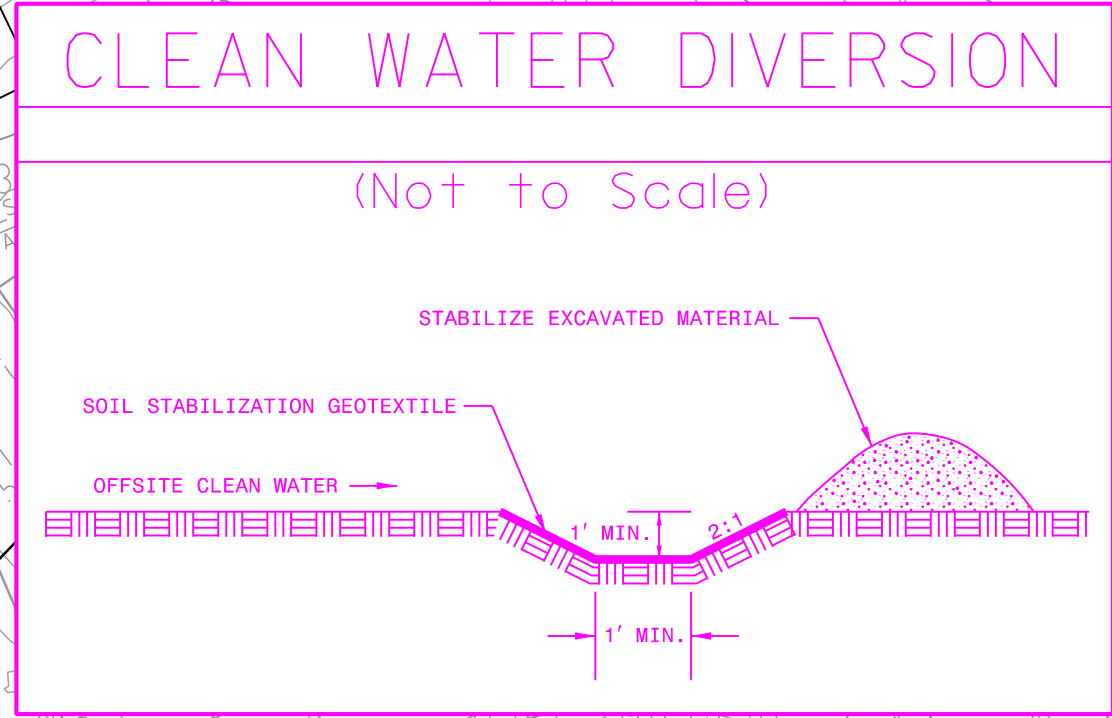 CLEAN WATER DIVERSION
(Not to Scale)
STABILIZE EXCAVATED MATERIAL
SOIL STABILIZATION GEOTEXTILE
OFFSITE CLEAN WATER
1' MIN.
2:1
1' MIN.